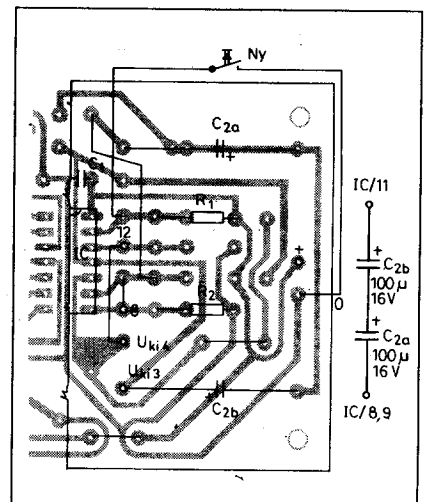 Ny
C2a
+
C1
IC/11
R1
12
IC
+
+
C2b
100μ
16V
R2
8
0
+
C2a
100μ
16V
Uki4
Uki3
IC/8,9
+
C2b